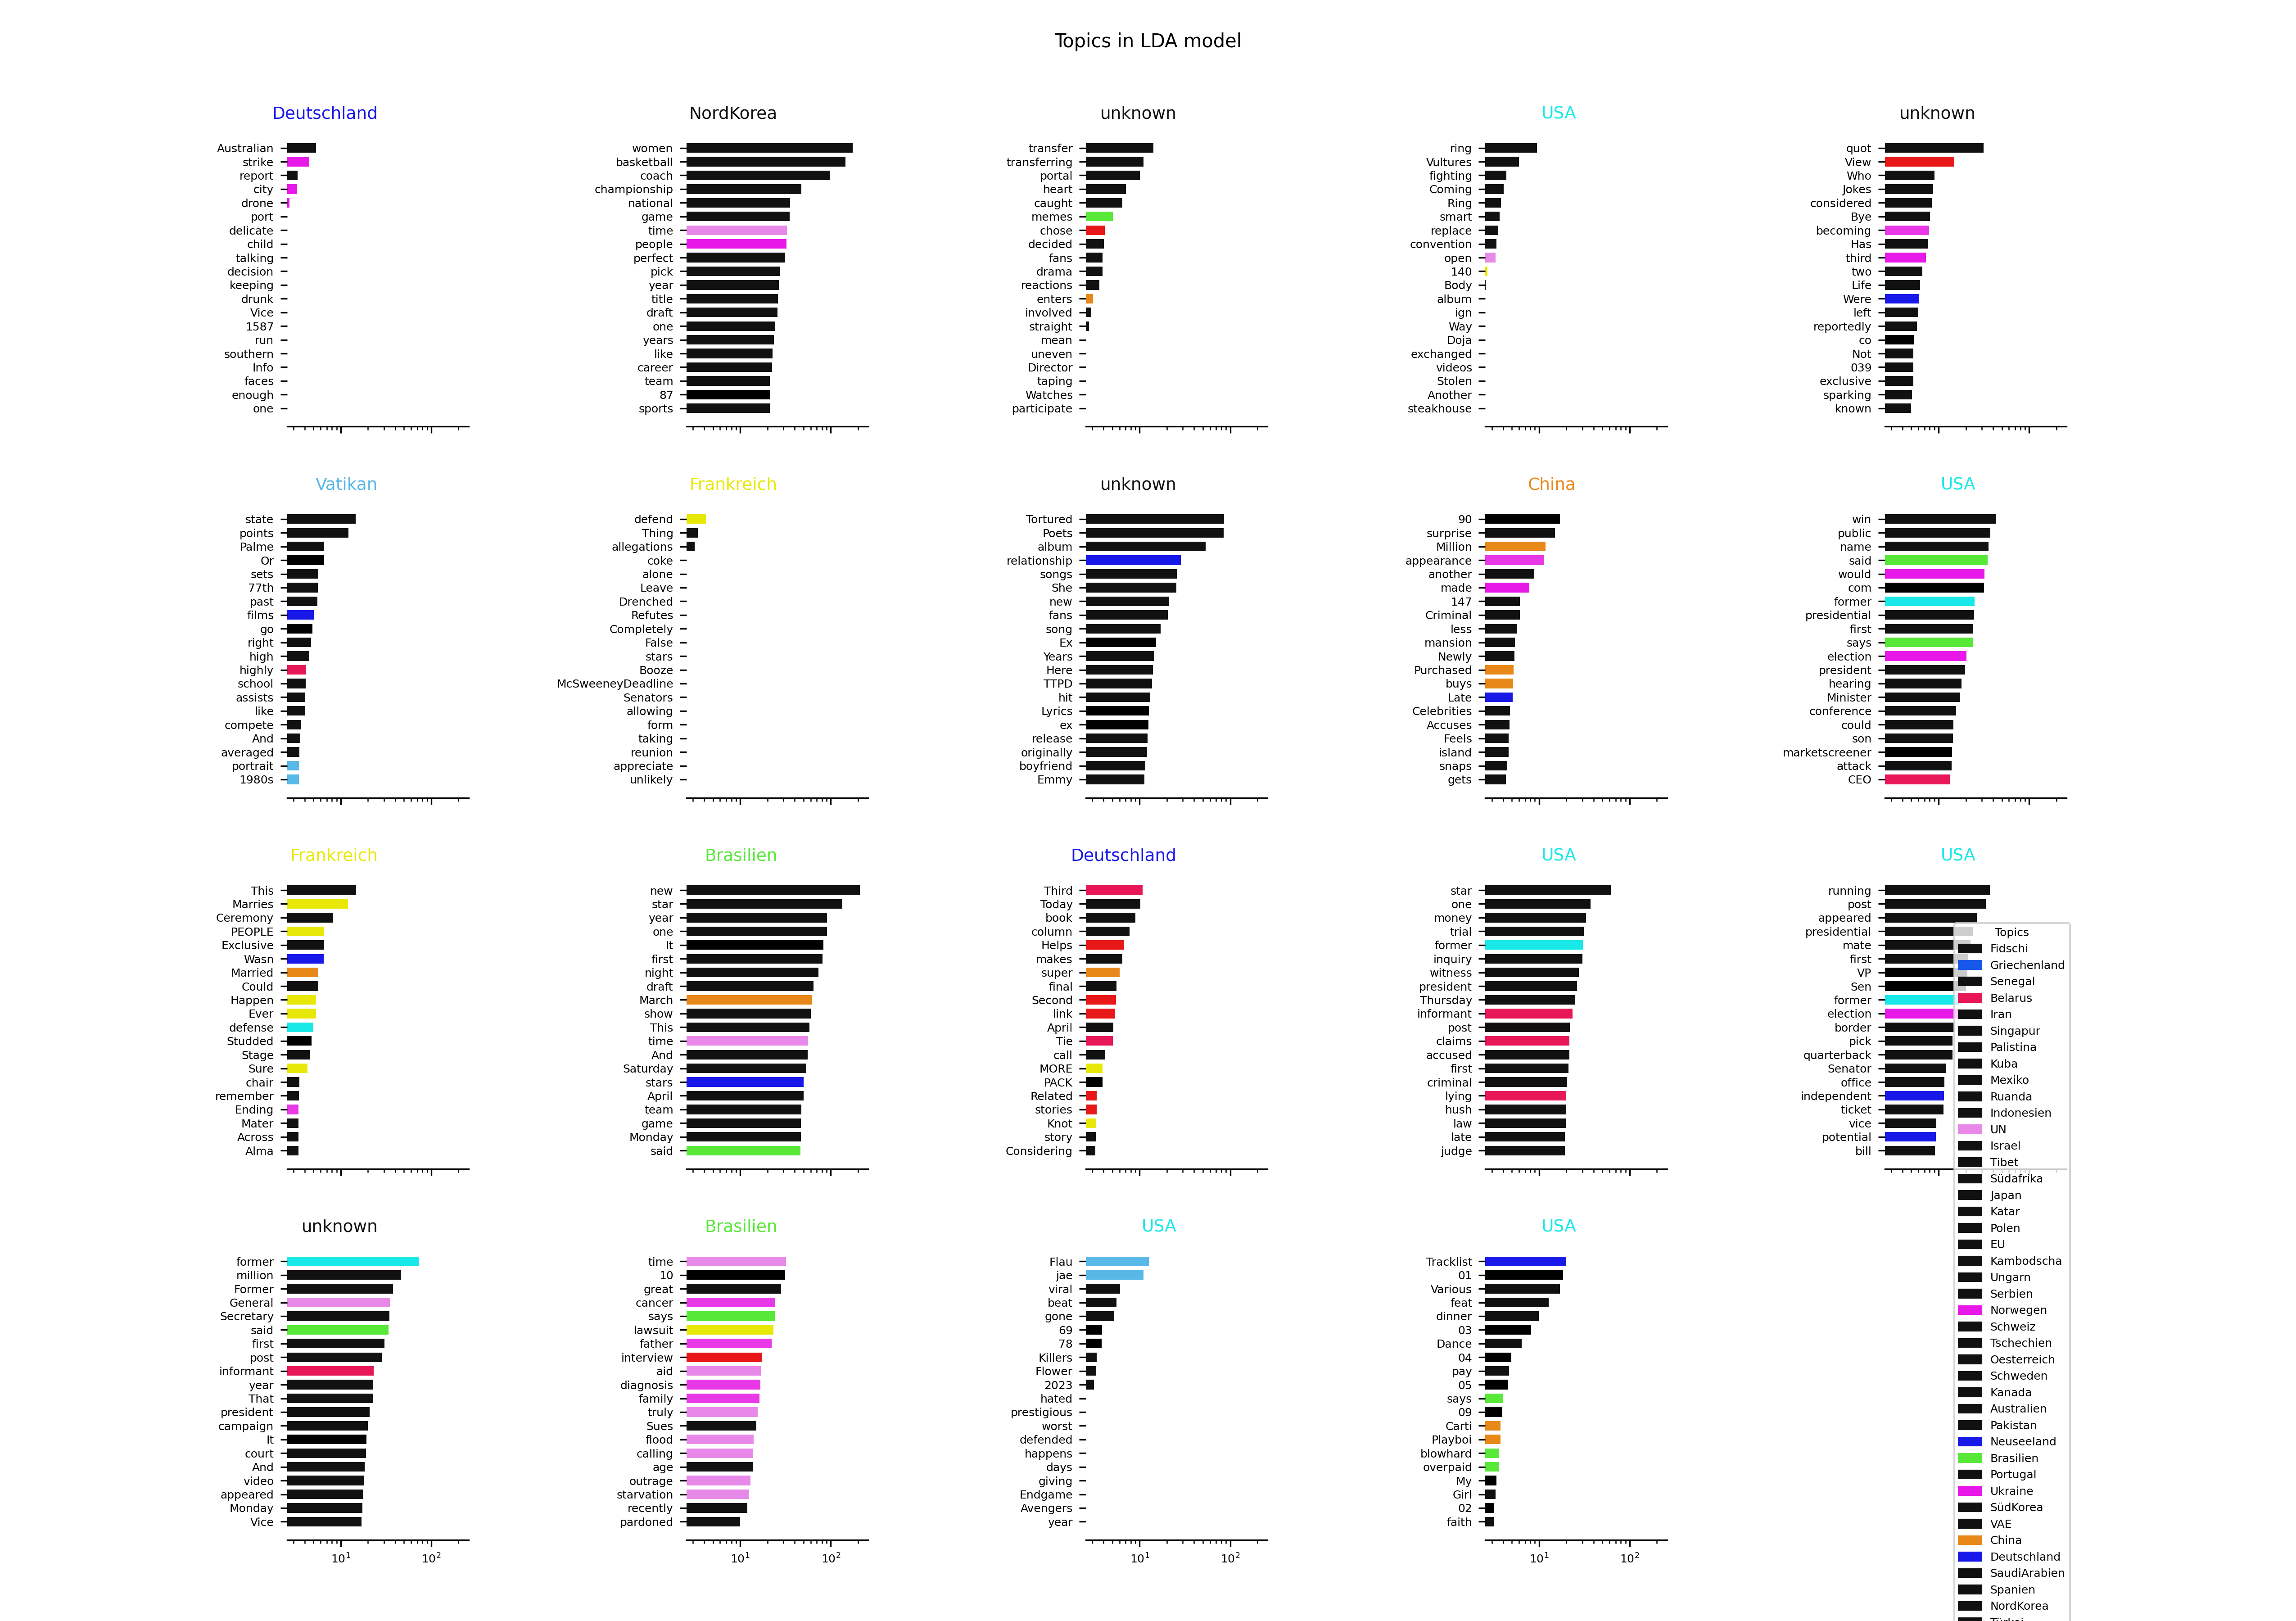 Topics in LDA model
Deutschland
Australian
strike
report
city
drone
port
delicate
child
talking
decision
keeping
drunk
Vice
1587
run
southern
Info
faces
enough
one
NordKorea
women
basketball
coach
championship
national
game
time
people
perfect
pick
year
title
draft
one
years
like
career
team
87
sports
unknown
transfer
transferring
portal
heart
caught
memes
chose
decided
fans
drama
reactions
enters
involved
straight
mean
uneven
Director
taping
Watches
participate
USA
ring
Vultures
fighting
Coming
Ring
smart
replace
convention
open
140
Body
album
ign
Way
Doja
exchanged
videos
Stolen
Another
steakhouse
unknown
quot
View
Who
Jokes
considered
Bye
becoming
Has
third
two
Life
Were
left
reportedly
co
Not
039
exclusive
sparking
known
Vatikan
state
points
Palme
Or
sets
77th
past
films
go
right
high
highly
school
assists
like
compete
And
averaged
portrait
1980s
Frankreich
defend
Thing
allegations
coke
alone
Leave
Drenched
Refutes
Completely
False
stars
Booze
McSweeneyDeadline
Senators
allowing
form
taking
reunion
appreciate
unlikely
unknown
Tortured
Poets
album
relationship
songs
She
new
fans
song
Ex
Years
Here
TTPD
hit
Lyrics
ex
release
originally
boyfriend
Emmy
China
90
surprise
Million
appearance
another
made
147
Criminal
less
mansion
Newly
Purchased
buys
Late
Celebrities
Accuses
Feels
island
snaps
gets
USA
win
public
name
said
would
com
former
presidential
first
says
election
president
hearing
Minister
conference
could
son
marketscreener
attack
CEO
Frankreich
This
Marries
Ceremony
PEOPLE
Exclusive
Wasn
Married
Could
Happen
Ever
defense
Studded
Stage
Sure
chair
remember
Ending
Mater
Across
Alma
Brasilien
new
star
year
one
It
first
night
draft
March
show
This
time
And
Saturday
stars
April
team
game
Monday
said
Deutschland
Third
Today
book
column
Helps
makes
super
final
Second
link
April
Tie
call
MORE
PACK
Related
stories
Knot
story
Considering
USA
star
one
money
trial
former
inquiry
witness
president
Thursday
informant
post
claims
accused
first
criminal
lying
hush
law
late
judge
USA
running
post
appeared
presidential
mate
first
VP
Sen
former
election
border
pick
quarterback
Senator
office
independent
ticket
vice
potential
bill
unknown
former
million
Former
General
Secretary
said
first
post
informant
year
That
president
campaign
It
court
And
video
appeared
Monday
Vice
10¹ 10²
Brasilien
time
10
great
cancer
says
lawsuit
father
interview
aid
diagnosis
family
truly
Sues
flood
calling
age
outrage
starvation
recently
pardoned
10¹ 10²
USA
Flau
jae
viral
beat
gone
69
78
Killers
Flower
2023
hated
prestigious
worst
defended
happens
days
giving
Endgame
Avengers
year
10¹ 10²
USA
Tracklist
01
Various
feat
dinner
03
Dance
04
pay
05
says
09
Carti
Playboi
blowhard
overpaid
My
Girl
02
faith
10¹ 10²
Topics
Fidschi
Griechenland
Senegal
Belarus
Iran
Singapur
Palistina
Kuba
Mexiko
Ruanda
Indonesien
UN
Israel
Tibet
Südafrika
Japan
Katar
Polen
EU
Kambodscha
Ungarn
Serbien
Norwegen
Schweiz
Tschechien
Oesterreich
Schweden
Kanada
Australien
Pakistan
Neuseeland
Brasilien
Portugal
Ukraine
SüdKorea
VAE
China
Deutschland
SaudiArabien
Spanien
NordKorea